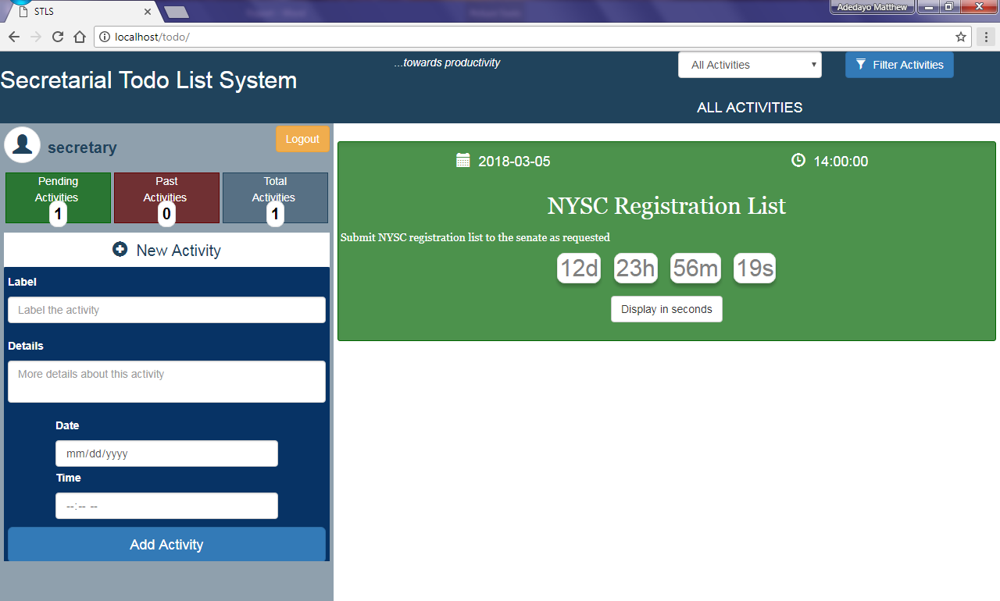 STLS
Adedayo Matthew
localhost/todo/
Secretarial Todo List System
...towards productivity
All Activities
Filter Activities
ALL ACTIVITIES
secretary
Logout
Pending
Activities
1
Past
Activities
0
Total
Activities
1
New Activity
Label
Label the activity
Details
More details about this activity
Date
mm/dd/yyyy
Time
--:-- --
Add Activity
2018-03-05
14:00:00
NYSC Registration List
Submit NYSC registration list to the senate as requested
12d 23h 56m 19s
Display in seconds